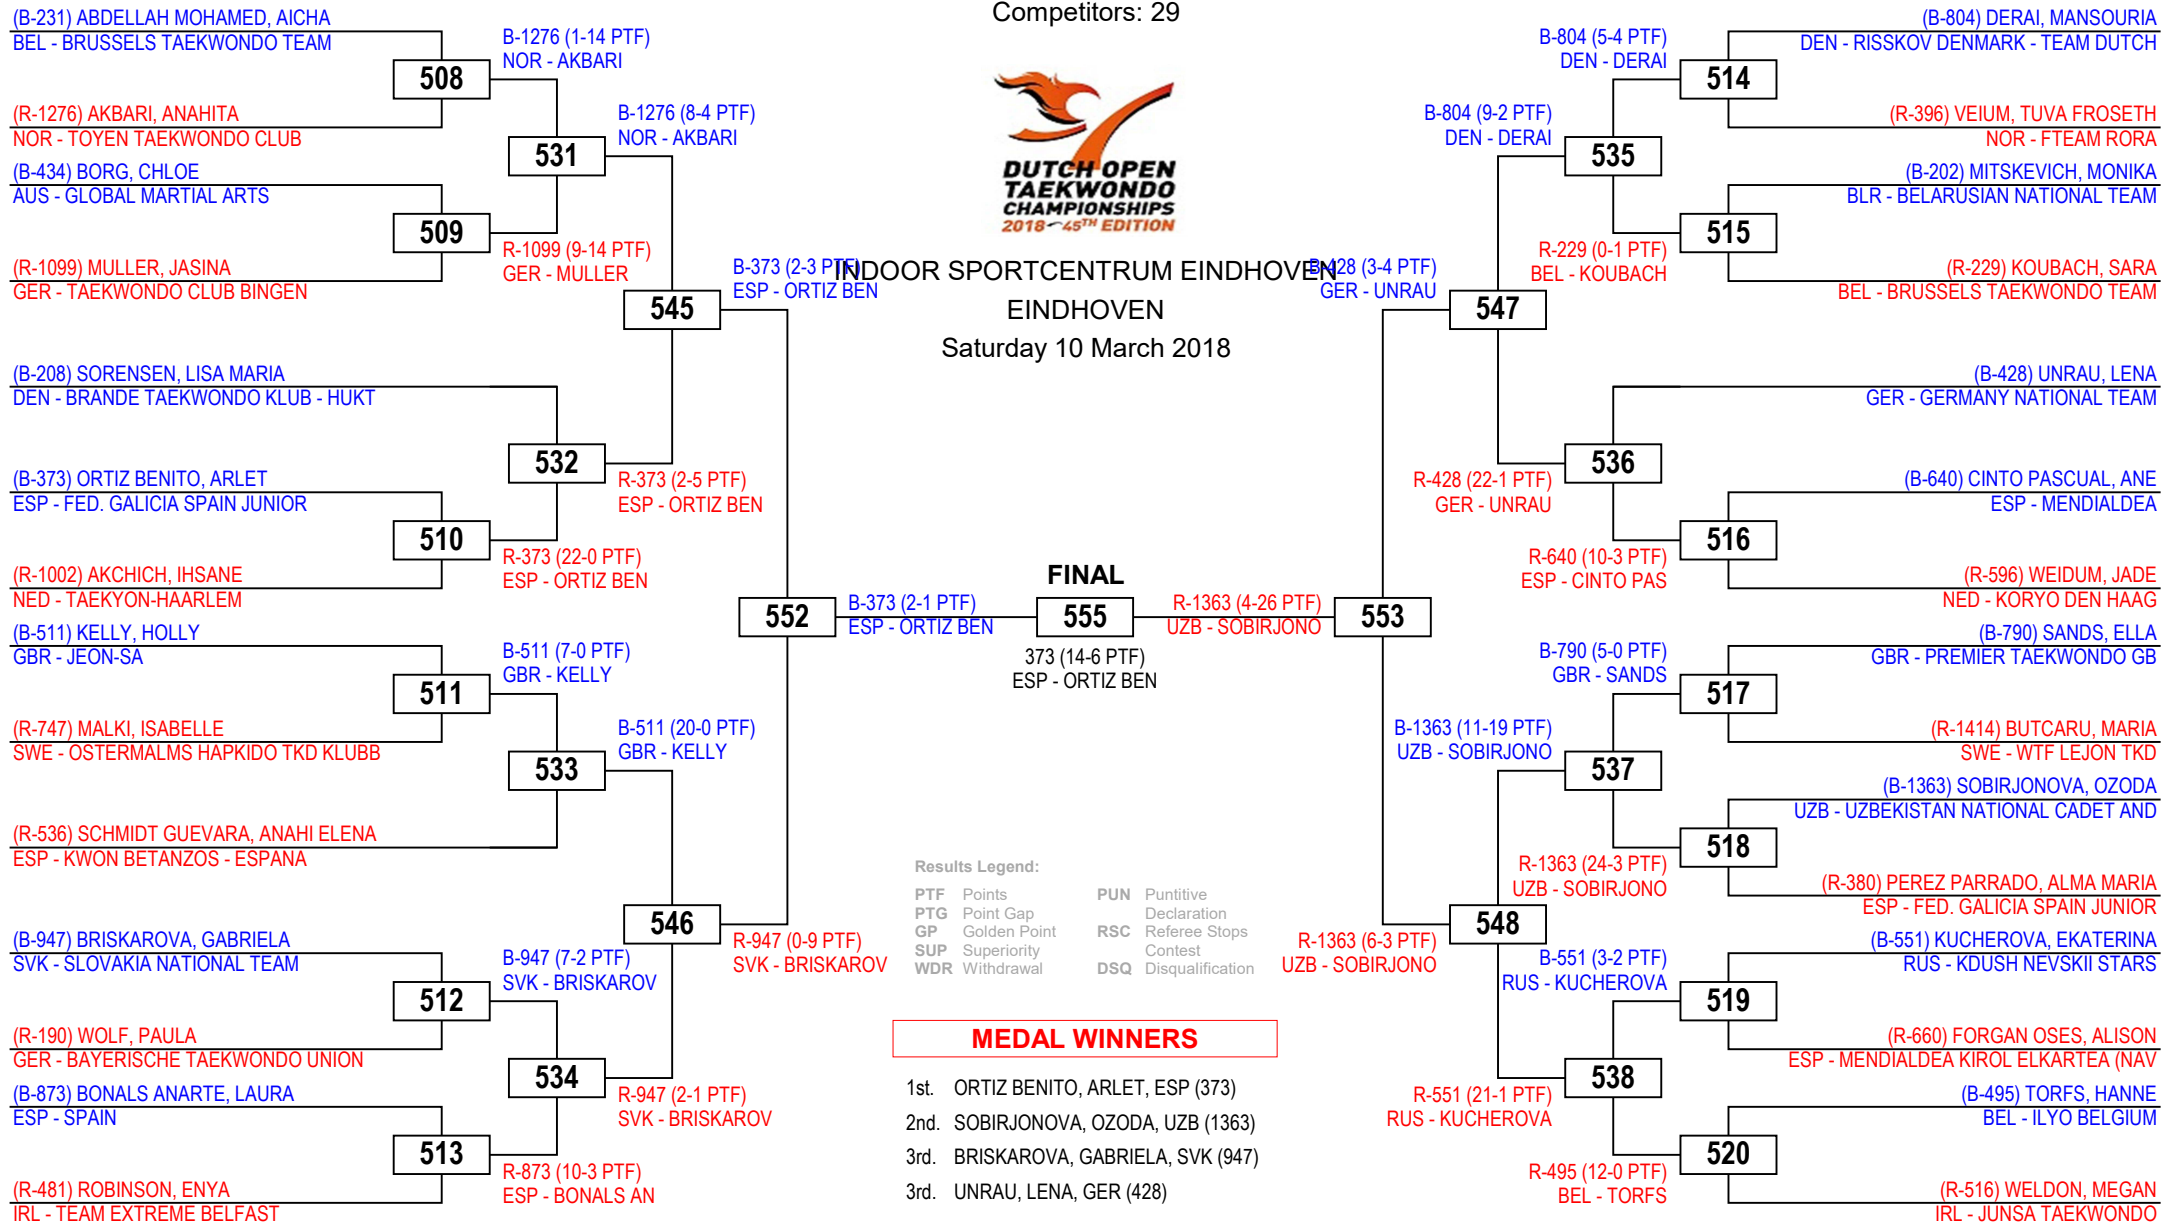 Competitors: 29
DUTCH OPEN
TAEKWONDO
CHAMPIONSHIPS
2018 - 45TH EDITION
INDOOR SPORTCENTRUM EINDHOVEN
EINDHOVEN
Saturday 10 March 2018
(B-231) ABDELLAH MOHAMED, AICHA
BEL - BRUSSELS TAEKWONDO TEAM
508
(R-1276) AKBARI, ANAHITA
NOR - TOYEN TAEKWONDO CLUB
(B-434) BORG, CHLOE
AUS - GLOBAL MARTIAL ARTS
509
(R-1099) MULLER, JASINA
GER - TAEKWONDO CLUB BINGEN
(B-208) SORENSEN, LISA MARIA
DEN - BRANDE TAEKWONDO KLUB - HUKT
(B-373) ORTIZ BENITO, ARLET
ESP - FED. GALICIA SPAIN JUNIOR
510
(R-1002) AKCHICH, IHSANE
NED - TAEKYON-HAARLEM
(B-511) KELLY, HOLLY
GBR - JEON-SA
511
(R-747) MALKI, ISABELLE
SWE - OSTERMALMS HAPKIDO TKD KLUBB
(R-536) SCHMIDT GUEVARA, ANAHI ELENA
ESP - KWON BETANZOS - ESPANA
(B-947) BRISKAROVA, GABRIELA
SVK - SLOVAKIA NATIONAL TEAM
512
(R-190) WOLF, PAULA
GER - BAYERISCHE TAEKWONDO UNION
(B-873) BONALS ANARTE, LAURA
ESP - SPAIN
513
(R-481) ROBINSON, ENYA
IRL - TEAM EXTREME BELFAST
B-1276 (1-14 PTF)
NOR - AKBARI
531
R-1099 (9-14 PTF)
GER - MULLER
532
R-373 (22-0 PTF)
ESP - ORTIZ BEN
B-511 (7-0 PTF)
GBR - KELLY
533
B-947 (7-2 PTF)
SVK - BRISKAROV
534
R-873 (10-3 PTF)
ESP - BONALS AN
B-1276 (8-4 PTF)
NOR - AKBARI
545
R-373 (2-5 PTF)
ESP - ORTIZ BEN
B-511 (20-0 PTF)
GBR - KELLY
546
R-947 (2-1 PTF)
SVK - BRISKAROV
B-373 (2-3 PTF)
ESP - ORTIZ BEN
552
R-947 (0-9 PTF)
SVK - BRISKAROV
B-373 (2-1 PTF)
ESP - ORTIZ BEN
FINAL
555
373 (14-6 PTF)
ESP - ORTIZ BEN
R-1363 (4-26 PTF)
UZB - SOBIRJONO
B-428 (3-4 PTF)
GER - UNRAU
553
R-1363 (6-3 PTF)
UZB - SOBIRJONO
B-804 (9-2 PTF)
DEN - DERAI
547
R-428 (22-1 PTF)
GER - UNRAU
B-1363 (11-19 PTF)
UZB - SOBIRJONO
548
R-551 (21-1 PTF)
RUS - KUCHEROVA
B-804 (5-4 PTF)
DEN - DERAI
535
R-229 (0-1 PTF)
BEL - KOUBACH
536
R-640 (10-3 PTF)
ESP - CINTO PAS
B-790 (5-0 PTF)
GBR - SANDS
537
R-1363 (24-3 PTF)
UZB - SOBIRJONO
B-551 (3-2 PTF)
RUS - KUCHEROVA
538
R-495 (12-0 PTF)
BEL - TORFS
(B-804) DERAI, MANSOURIA
DEN - RISSKOV DENMARK - TEAM DUTCH
514
(R-396) VEIUM, TUVA FROSETH
NOR - FTEAM RORA
(B-202) MITSKEVICH, MONIKA
BLR - BELARUSIAN NATIONAL TEAM
515
(R-229) KOUBACH, SARA
BEL - BRUSSELS TAEKWONDO TEAM
(B-428) UNRAU, LENA
GER - GERMANY NATIONAL TEAM
(B-640) CINTO PASCUAL, ANE
ESP - MENDIALDEA
516
(R-596) WEIDUM, JADE
NED - KORYO DEN HAAG
(B-790) SANDS, ELLA
GBR - PREMIER TAEKWONDO GB
517
(R-1414) BUTCARU, MARIA
SWE - WTF LEJON TKD
(B-1363) SOBIRJONOVA, OZODA
UZB - UZBEKISTAN NATIONAL CADET AND
518
(R-380) PEREZ PARRADO, ALMA MARIA
ESP - FED. GALICIA SPAIN JUNIOR
(B-551) KUCHEROVA, EKATERINA
RUS - KDUSH NEVSKII STARS
519
(R-660) FORGAN OSES, ALISON
ESP - MENDIALDEA KIROL ELKARTEA (NAV
(B-495) TORFS, HANNE
BEL - ILYO BELGIUM
520
(R-516) WELDON, MEGAN
IRL - JUNSA TAEKWONDO
Results Legend:
PTF Points
PTG Point Gap
GP Golden Point
SUP Superiority
WDR Withdrawal
PUN Puntitive
Declaration
RSC Referee Stops
Contest
DSQ Disqualification
MEDAL WINNERS
1st. ORTIZ BENITO, ARLET, ESP (373)
2nd. SOBIRJONOVA, OZODA, UZB (1363)
3rd. BRISKAROVA, GABRIELA, SVK (947)
3rd. UNRAU, LENA, GER (428)